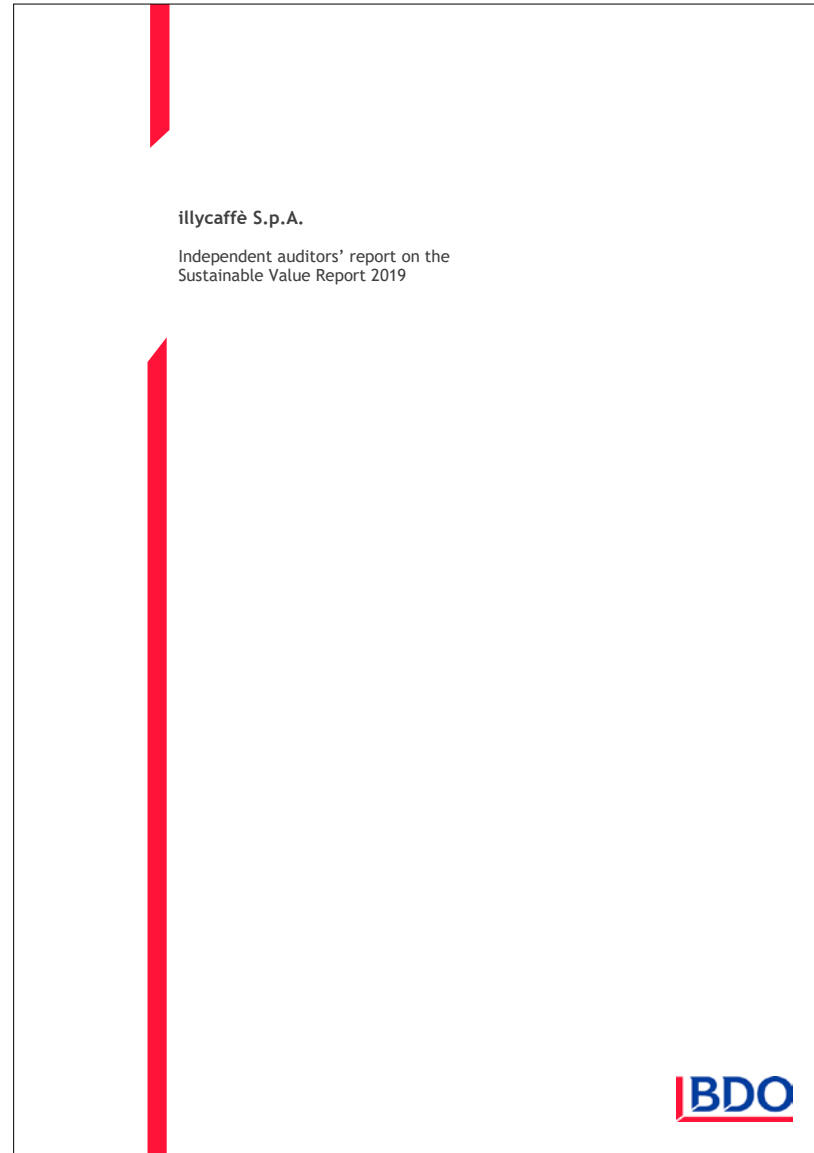 illycaffè S.p.A.
Independent auditors’ report on the
Sustainable Value Report 2019
BDO